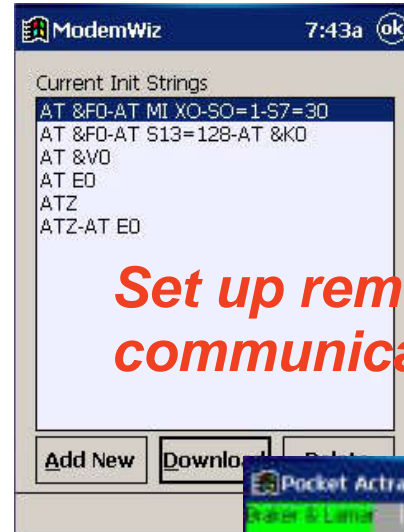 ModemWiz 7:43a ok
Current Init Strings
AT &F0-AT MI XO-SO=1-S7=30
AT &F0-AT S13=128-AT &K0
AT &V0
AT E0
ATZ
ATZ-AT E0
Set up rem
communica
Add New Downloa
Pocket Actra
& Lamar